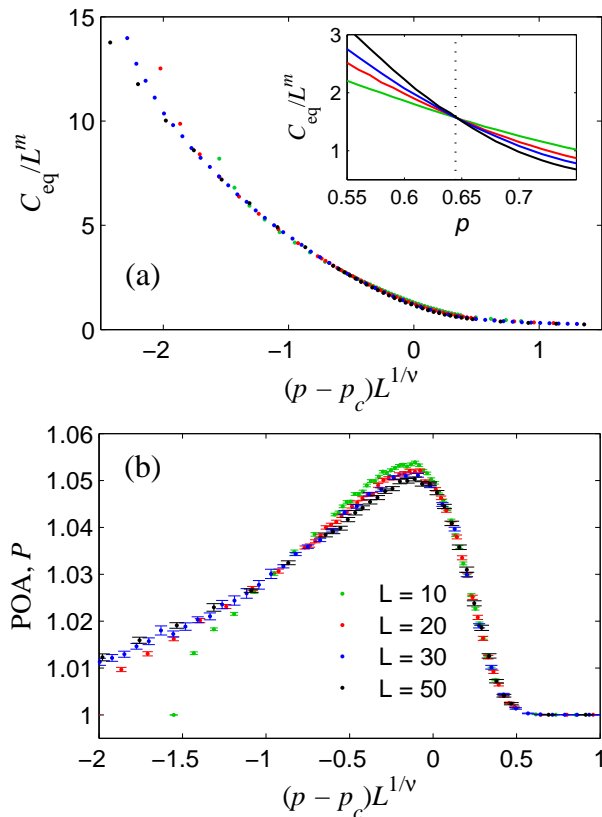 15
10
5
0
C_eq/L^m
(a)
−2
−1
0
1
(p − p_c)L^{1/ν}
3
2
1
C_eq/L^m
0.55
0.6
0.65
0.7
p
1.06
1.05
1.04
1.03
1.02
1.01
1
POA, P
(b)
L = 10
L = 20
L = 30
L = 50
−2
−1.5
−1
−0.5
0
0.5
1
(p − p_c)L^{1/ν}